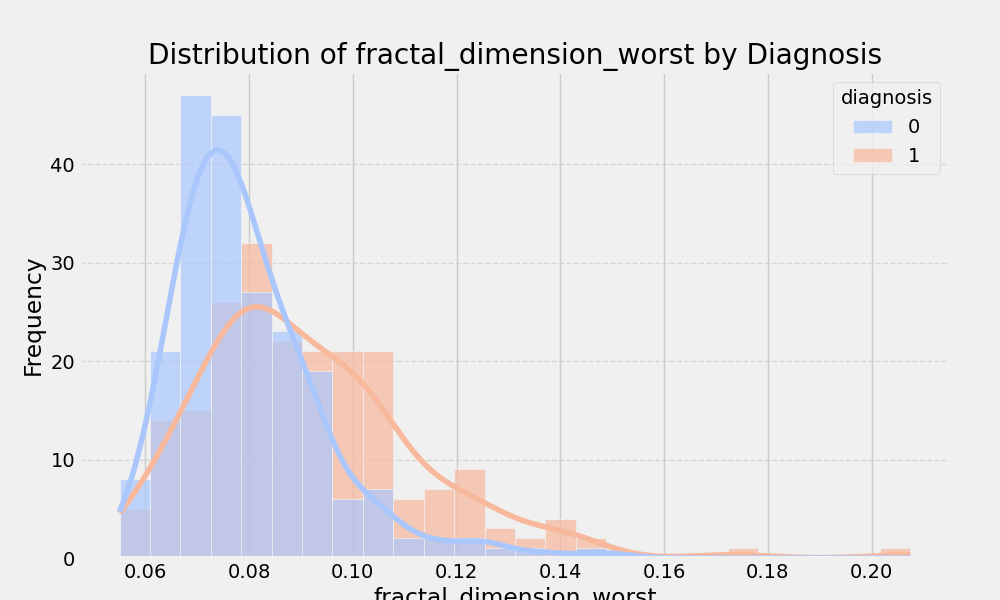 Distribution of fractal_dimension_worst by Diagnosis
diagnosis
0
1
Frequency
40
30
20
10
0
0.06 0.08 0.10 0.12 0.14 0.16 0.18 0.20
fractal_dimension_worst